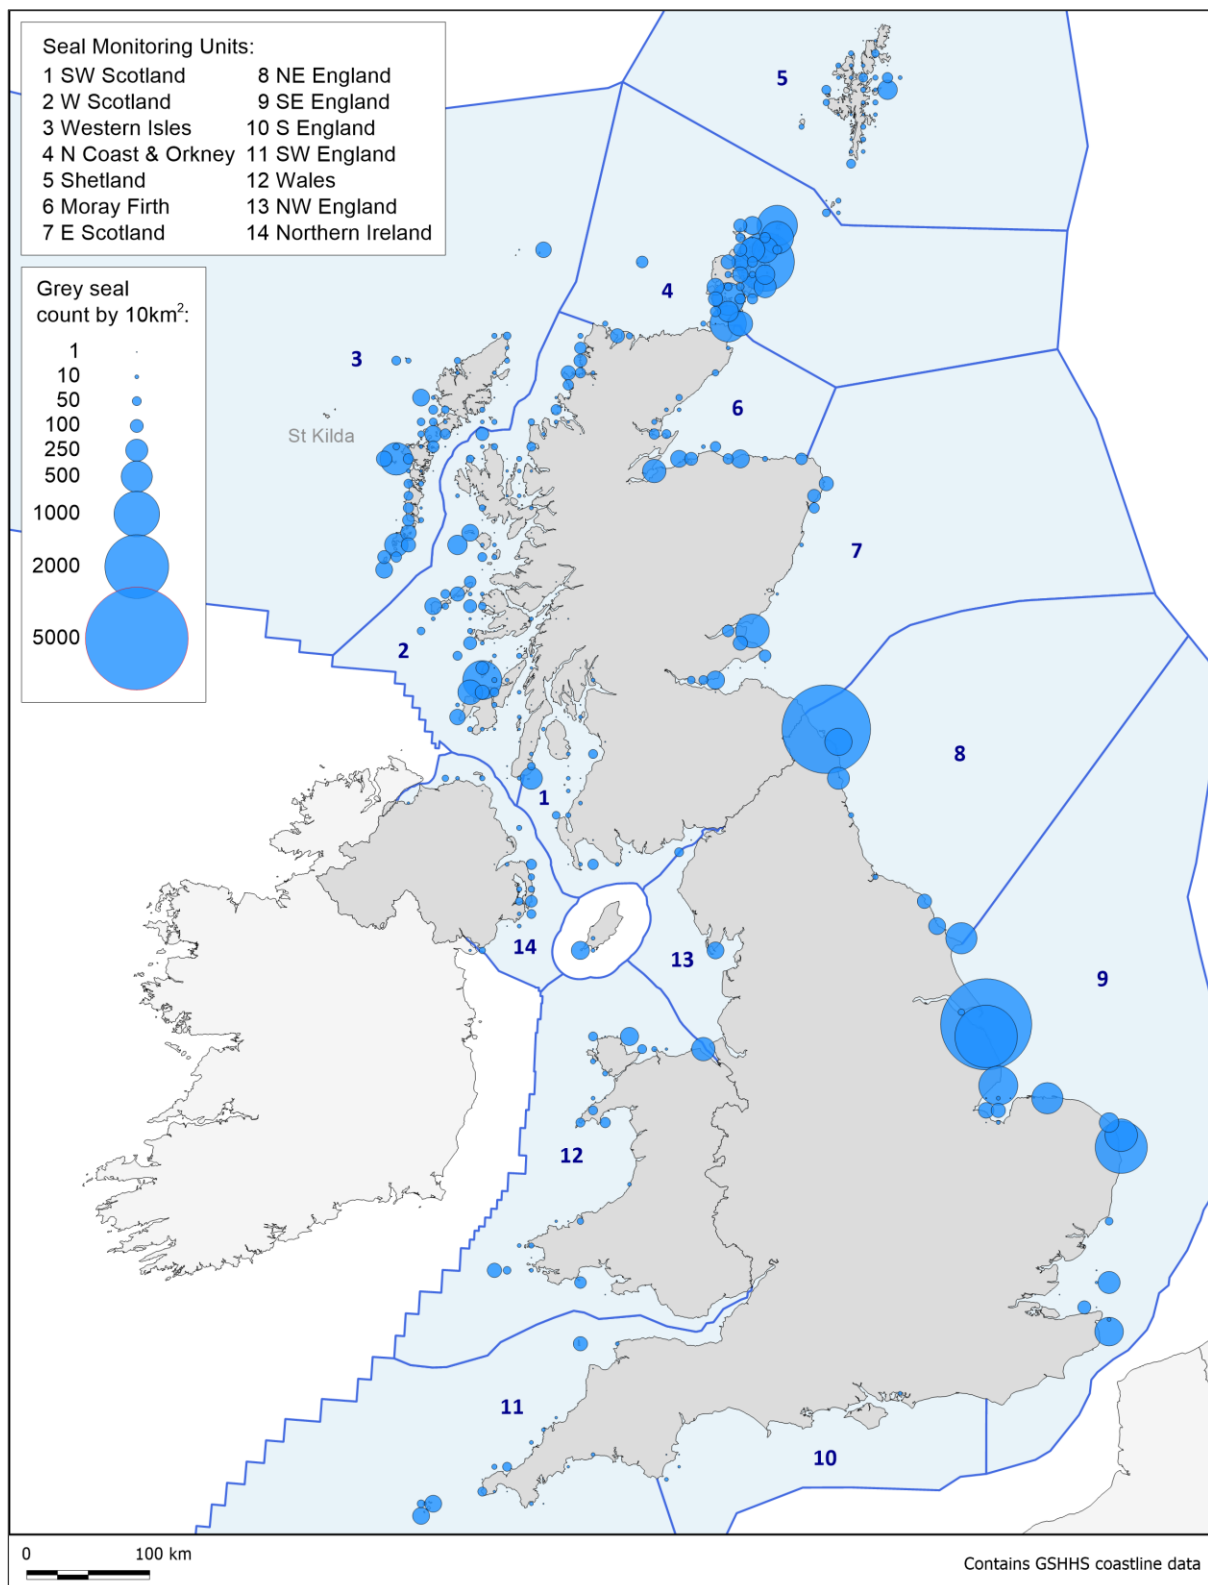 Seal Monitoring Units:
1 SW Scotland 8 NE England
2 W Scotland 9 SE England
3 Western Isles 10 S England
4 N Coast & Orkney 11 SW England
5 Shetland 12 Wales
6 Moray Firth 13 NW England
7 E Scotland 14 Northern Ireland
Grey seal
count by 10km²:
1
10
50
100
250
500
1000
2000
5000
5
4
3
6
St Kilda
7
2
8
1
14
13
9
12
11
10
0 100 km
Contains GSHHS coastline data